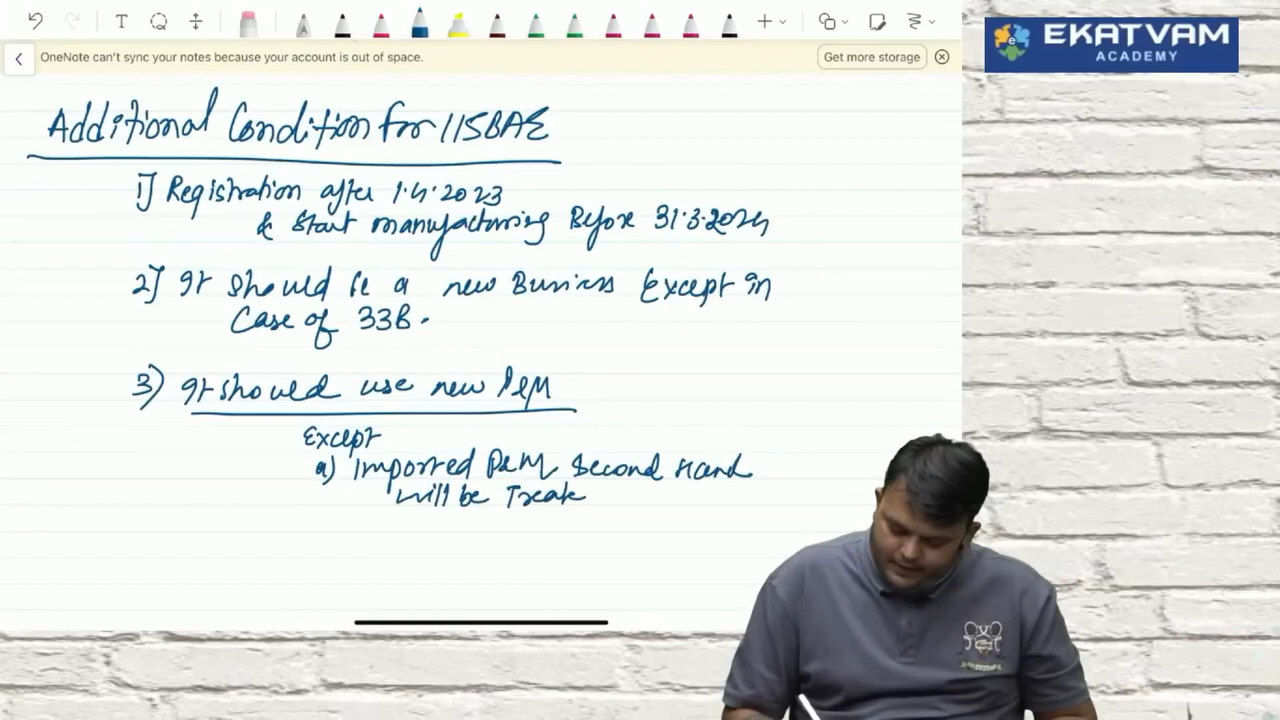 EKATVAM
ACADEMY
OneNote can't sync your notes because your account is out of space.
Get more storage
Additional Condition for 115BAE
1] Registration after 1.4.2023
& Start manufacturing Before 31.3.2024
2] It should be a new Business Except in
Case of 33B.
3) It should use new P&M
Except
a) Imported P&M Second Hand
will be Treate